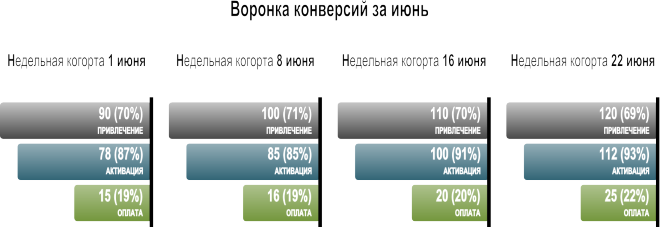 Воронка конверсий за июнь
Недельная когорта 1 июня
90 (70%)
ПРИВЛЕЧЕНИЕ
78 (87%)
АКТИВАЦИЯ
15 (19%)
ОПЛАТА
Недельная когорта 8 июня
100 (71%)
ПРИВЛЕЧЕНИЕ
85 (85%)
АКТИВАЦИЯ
16 (19%)
ОПЛАТА
Недельная когорта 16 июня
110 (70%)
ПРИВЛЕЧЕНИЕ
100 (91%)
АКТИВАЦИЯ
20 (20%)
ОПЛАТА
Недельная когорта 22 июня
120 (69%)
ПРИВЛЕЧЕНИЕ
112 (93%)
АКТИВАЦИЯ
25 (22%)
ОПЛАТА